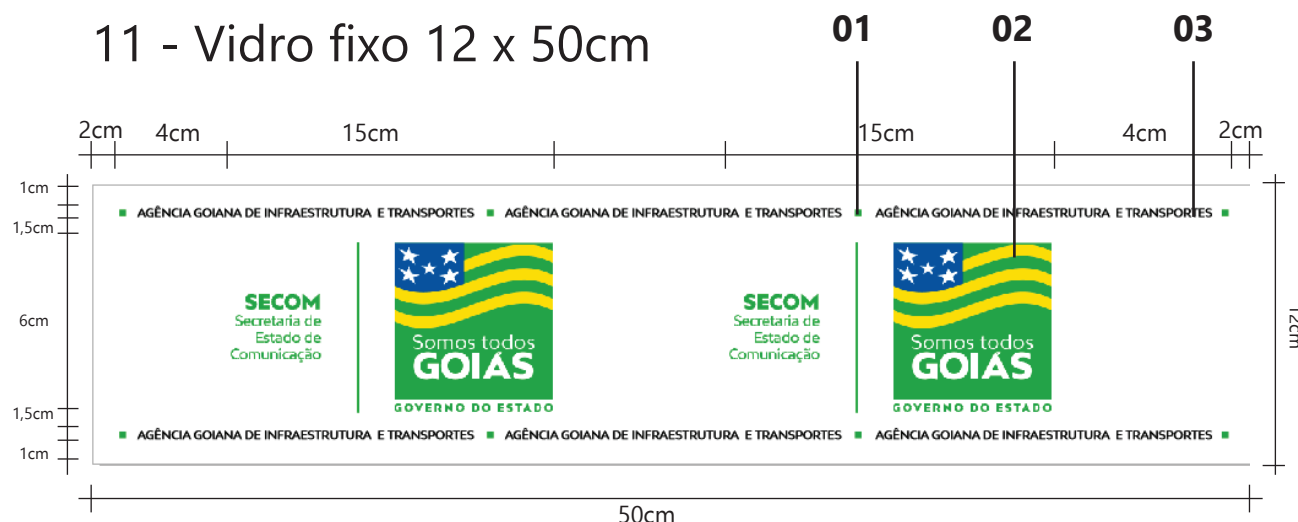 11 - Vidro fixo 12 x 50cm
01 02 03
2cm 4cm 15cm 15cm 4cm 2cm
1cm
AGÊNCIA GOIANA DE INFRAESTRUTURA E TRANSPORTES AGÊNCIA GOIANA DE INFRAESTRUTURA E TRANSPORTES AGÊNCIA GOIANA DE INFRAESTRUTURA E TRANSPORTES
1,5cm
6cm
SECOM
Secretaria de
Estado de
Comunicação
Somos todos
GOIÁS
GOVERNO DO ESTADO
SECOM
Secretaria de
Estado de
Comunicação
Somos todos
GOIÁS
GOVERNO DO ESTADO
12cm
1,5cm
AGÊNCIA GOIANA DE INFRAESTRUTURA E TRANSPORTES AGÊNCIA GOIANA DE INFRAESTRUTURA E TRANSPORTES AGÊNCIA GOIANA DE INFRAESTRUTURA E TRANSPORTES
1cm
50cm